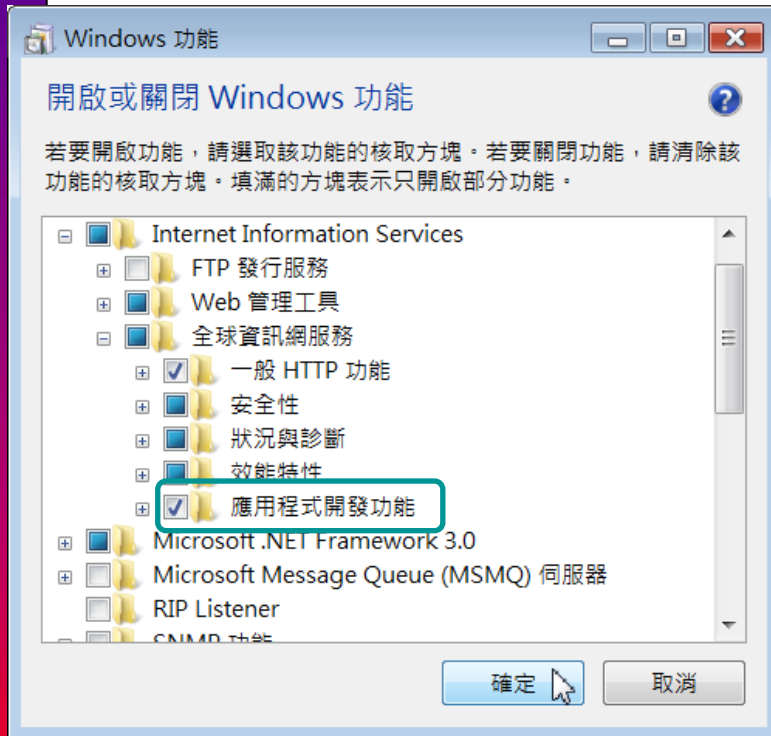 Windows 功能
開啟或關閉 Windows 功能
若要開啟功能，請選取該功能的核取方塊。若要關閉功能，請清除該
功能的核取方塊。填滿的方塊表示只開啟部分功能。
Internet Information Services
FTP 發行服務
Web 管理工具
全球資訊網服務
一般 HTTP 功能
安全性
狀況與診斷
效能特性
應用程式開發功能
Microsoft .NET Framework 3.0
Microsoft Message Queue (MSMQ) 伺服器
RIP Listener
SNMP 功能
確定
取消